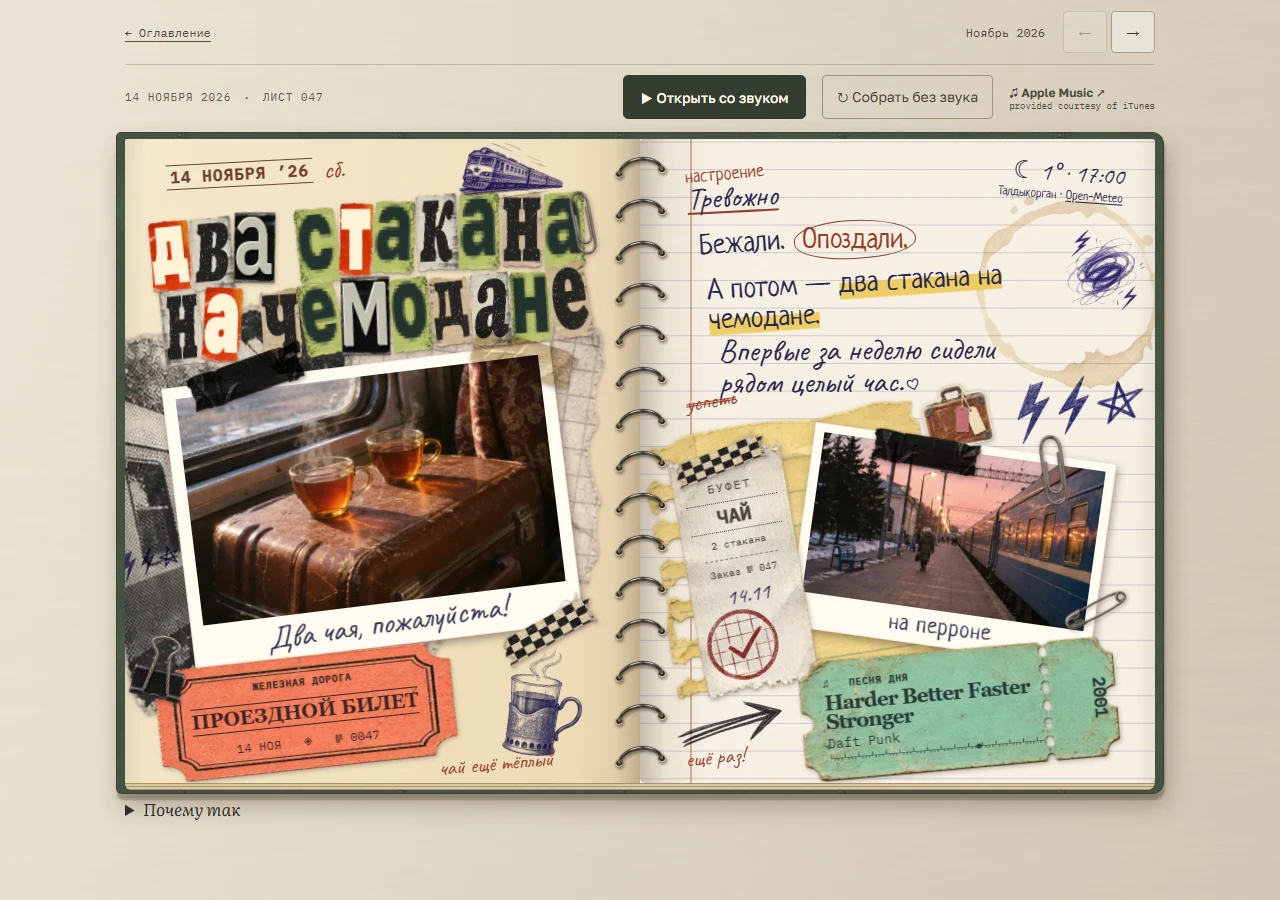 ← Оглавление
Ноябрь 2026
←
→
14 НОЯБРЯ 2026 · ЛИСТ 047
▶ Открыть со звуком
↻ Собрать без звука
♫ Apple Music ↗
provided courtesy of iTunes
14 НОЯБРЯ ’26 сб.
два стакана
на чемодане
Два чая, пожалуйста!
ЖЕЛЕЗНАЯ ДОРОГА
ПРОЕЗДНОЙ БИЛЕТ
14 НОЯ ◈ № 0047
чай ещё тёплый
настроение
Тревожно
☾ 1°· 17:00
Талдыкорган · Open-Meteo
Бежали. Опоздали.
А потом — два стакана на
чемодане.
Впервые за неделю сидели
рядом целый час.♡
успеть
БУФЕТ
ЧАЙ
2 стакана
Заказ № 047
14.11
на перроне
♫ ПЕСНЯ ДНЯ
Harder Better Faster
Stronger
Daft Punk
2001
ещё раз!
▶ Почему так